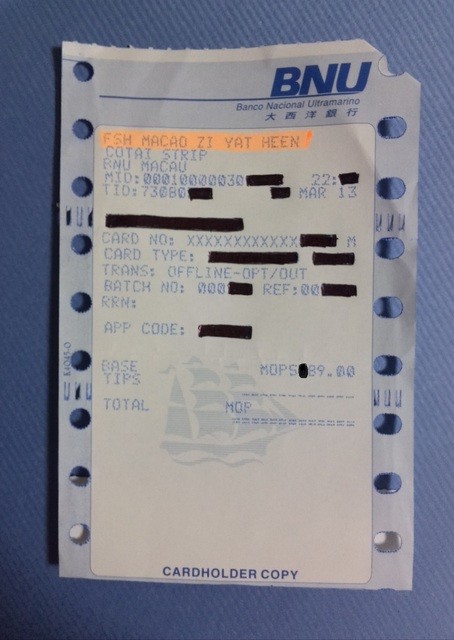 BNU
Banco Nacional Ultramarino
大西洋銀行
FSH MACAO ZI YAT HEEN
COTAI STRIP
BNU MACAU
MID:00010000030 22:
TID:73080 MAR 13
CARD NO: XXXXXXXXXXXX M
CARD TYPE:
TRANS: OFFLINE-OPT/OUT
BATCH NO: 000 REF:00
RRN:
APP CODE:
BASE MOP5 89.00
TIPS
TOTAL MOP
CARDHOLDER COPY